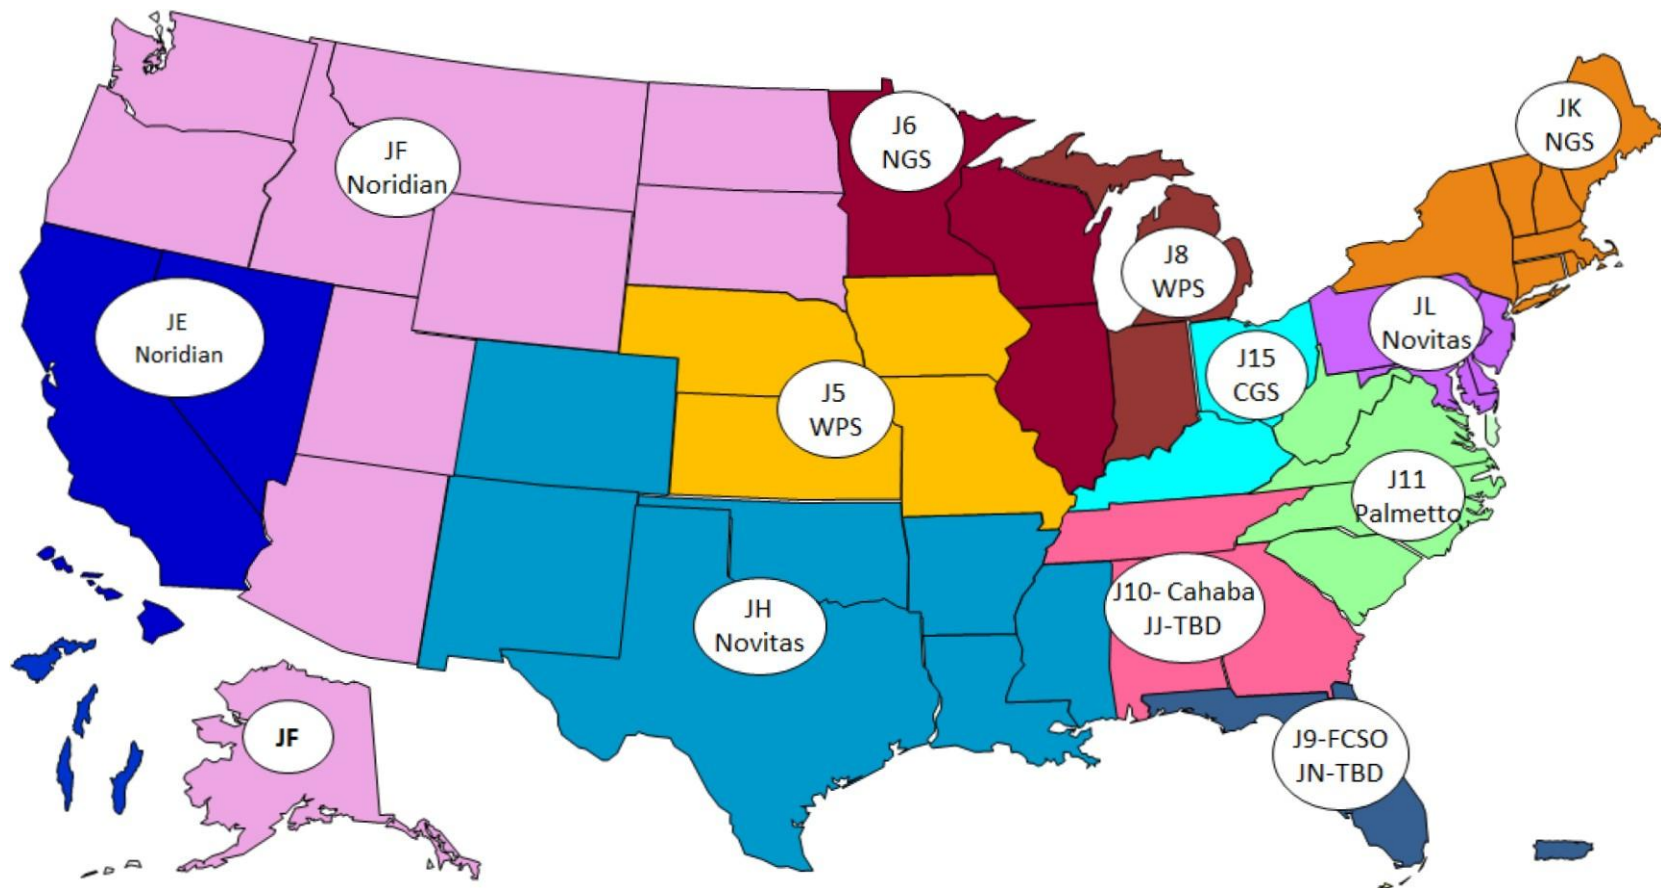 JF
Noridian
J6
NGS
JK
NGS
J8
WPS
JE
Noridian
JL
Novitas
J15
CGS
J5
WPS
J11
Palmetto
J10- Cahaba
JJ-TBD
JH
Novitas
JF
J9-FCSO
JN-TBD